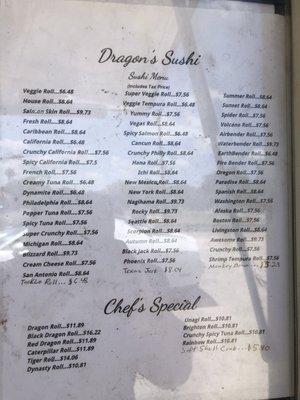 Dragon's Sushi
Sushi Menu
(Includes Tax Price)
Veggie Roll...$6.48
House Roll...$8.64
Salmon Skin Roll...$9.73
Fresh Roll...$8.64
Caribbean Roll...$8.64
California Roll...$6.48
Crunchy California Roll...$7.56
Spicy California Roll...$7.5
French Roll...$7.56
Creamy Tuna Roll...$6.48
Dynamite Roll...$8.64
Philadelphia Roll...$8.64
Pepper Tuna Roll...$7.56
Spicy Tuna Roll...$7.56
Super Crunchy Roll...$7.56
Michigan Roll...$8.64
Blizzard Roll...$9.73
Cream Cheese Roll...$7.56
San Antonio Roll...$8.64
Roll... $6.48
Super Veggie Roll...$7.56
Veggie Tempura Roll...$6.48
Yummy Roll...$7.56
Vegas Roll...$8.64
Spicy Salmon Roll...$6.48
Cancun Roll...$8.64
Crunchy Philly Roll...$8.64
Hana Roll...$7.56
Ichi Roll...$8.64
New Mexico Roll...$8.64
New York Roll...$8.64
Nagihama Roll...$9.73
Rocky Roll...$9.73
Seattle Roll...$8.64
Scorpion Roll...$8.64
Autumn Roll...$8.64
Black Jack Roll...$7.56
Phoenix Roll...$7.56
Texas Jack $8.64
Summer Roll...$8.64
Sunset Roll...$8.64
Spider Roll...$7.56
Volcano Roll...$7.56
Airbender Roll...$7.56
Waterbender Roll...$9.73
Earthbender Roll...$6.48
Fire Bender Roll...$7.56
Oregon Roll...$7.56
Paradise Roll...$8.64
Spanish Roll...$8.64
Washington Roll...$7.56
Alaska Roll...$7.56
Boston Roll...$7.56
Livingston Roll...$8.64
Awesome Roll...$9.73
Crunchy Roll...$7.56
Shrimp Tempura Roll...$7.56
Chef's Special
Dragon Roll...$11.89
Black Dragon Roll...$16.22
Red Dragon Roll...$11.89
Caterpillar Roll...$11.89
Tiger Roll...$14.06
Dynasty Roll...$10.81
Unagi Roll...$10.81
Brighton Roll...$10.81
Crunchy Spicy Tuna Roll...$10.81
Rainbow Roll...$10.81
Soft Shell Crab...